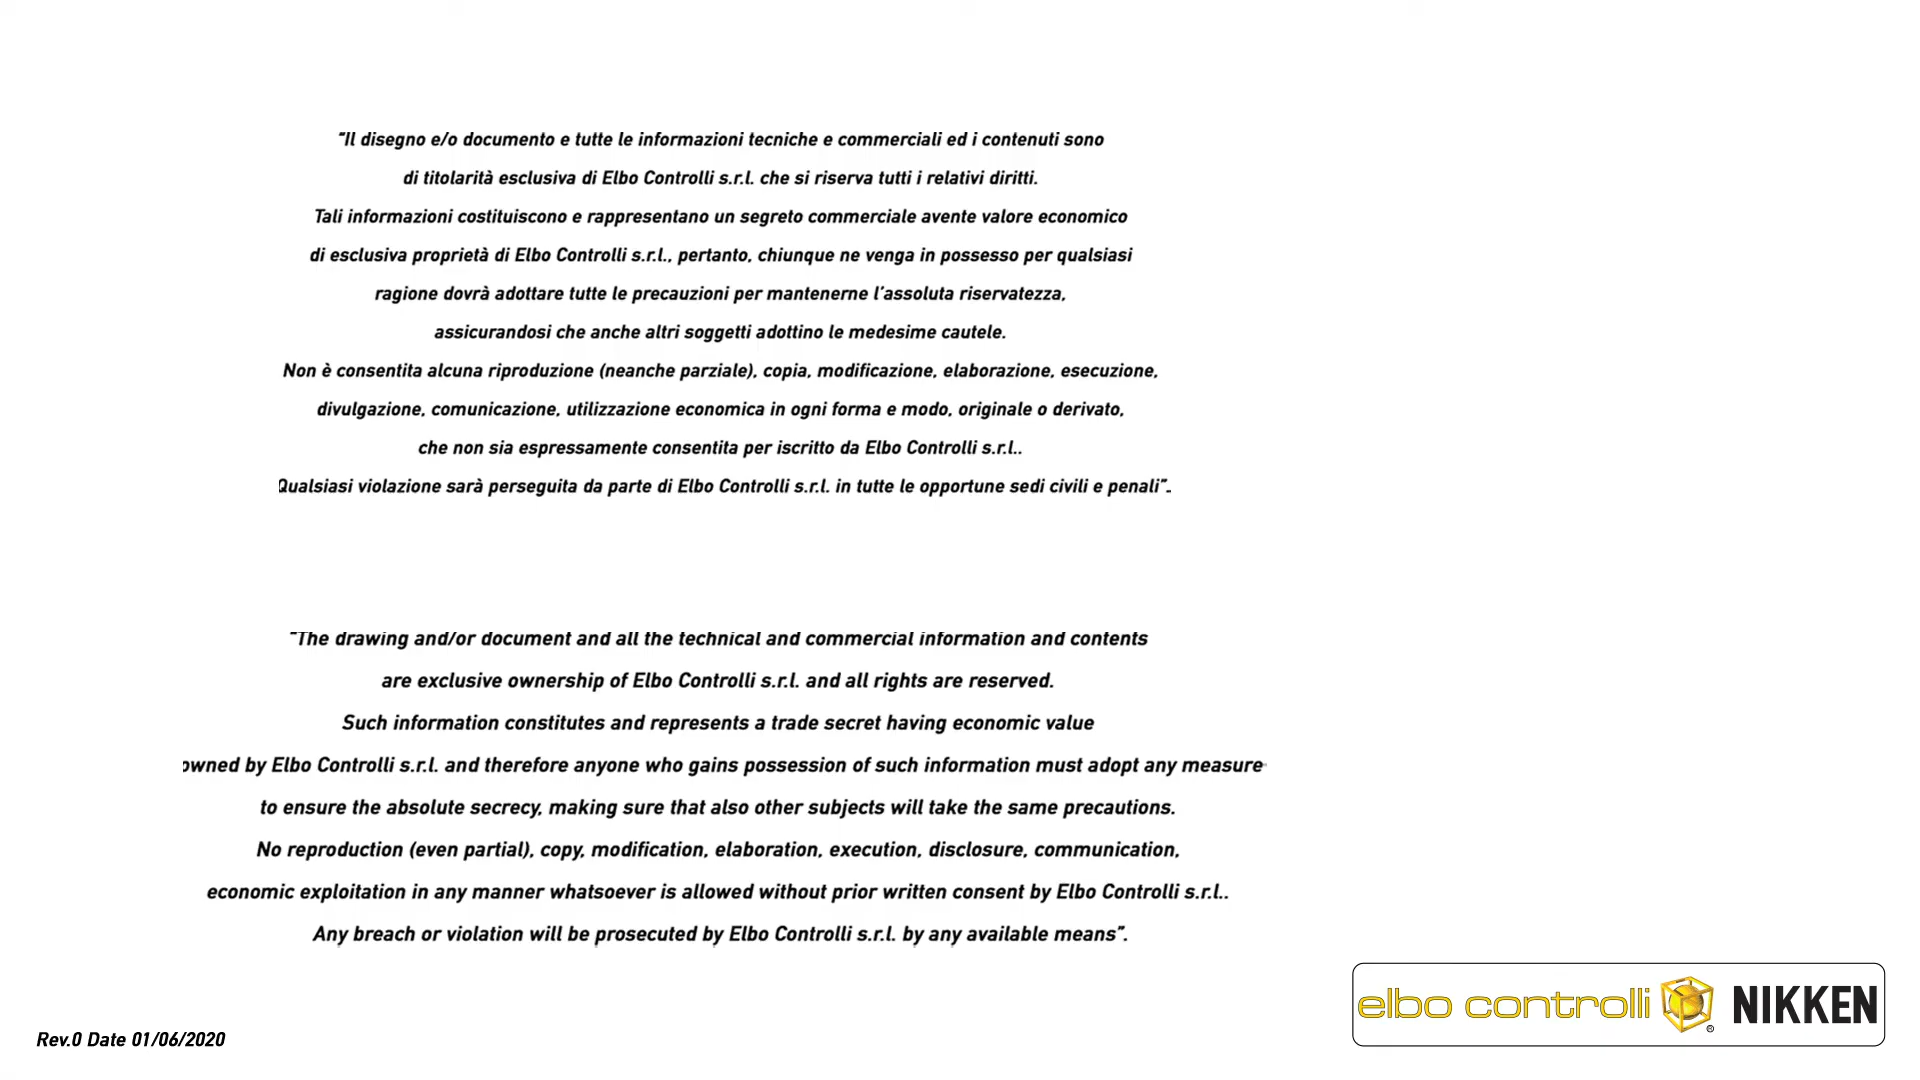 “Il disegno e/o documento e tutte le informazioni tecniche e commerciali ed i contenuti sono
di titolarità esclusiva di Elbo Controlli s.r.l. che si riserva tutti i relativi diritti.
Tali informazioni costituiscono e rappresentano un segreto commerciale avente valore economico
di esclusiva proprietà di Elbo Controlli s.r.l., pertanto, chiunque ne venga in possesso per qualsiasi
ragione dovrà adottare tutte le precauzioni per mantenerne l’assoluta riservatezza,
assicurandosi che anche altri soggetti adottino le medesime cautele.
Non è consentita alcuna riproduzione (neanche parziale), copia, modificazione, elaborazione, esecuzione,
divulgazione, comunicazione, utilizzazione economica in ogni forma e modo, originale o derivato,
che non sia espressamente consentita per iscritto da Elbo Controlli s.r.l..
Qualsiasi violazione sarà perseguita da parte di Elbo Controlli s.r.l. in tutte le opportune sedi civili e penali”..
“The drawing and/or document and all the technical and commercial information and contents
are exclusive ownership of Elbo Controlli s.r.l. and all rights are reserved.
Such information constitutes and represents a trade secret having economic value
owned by Elbo Controlli s.r.l. and therefore anyone who gains possession of such information must adopt any measure
to ensure the absolute secrecy, making sure that also other subjects will take the same precautions.
No reproduction (even partial), copy, modification, elaboration, execution, disclosure, communication,
economic exploitation in any manner whatsoever is allowed without prior written consent by Elbo Controlli s.r.l..
Any breach or violation will be prosecuted by Elbo Controlli s.r.l. by any available means”.
elbo controlli ® NIKKEN
Rev.0 Date 01/06/2020